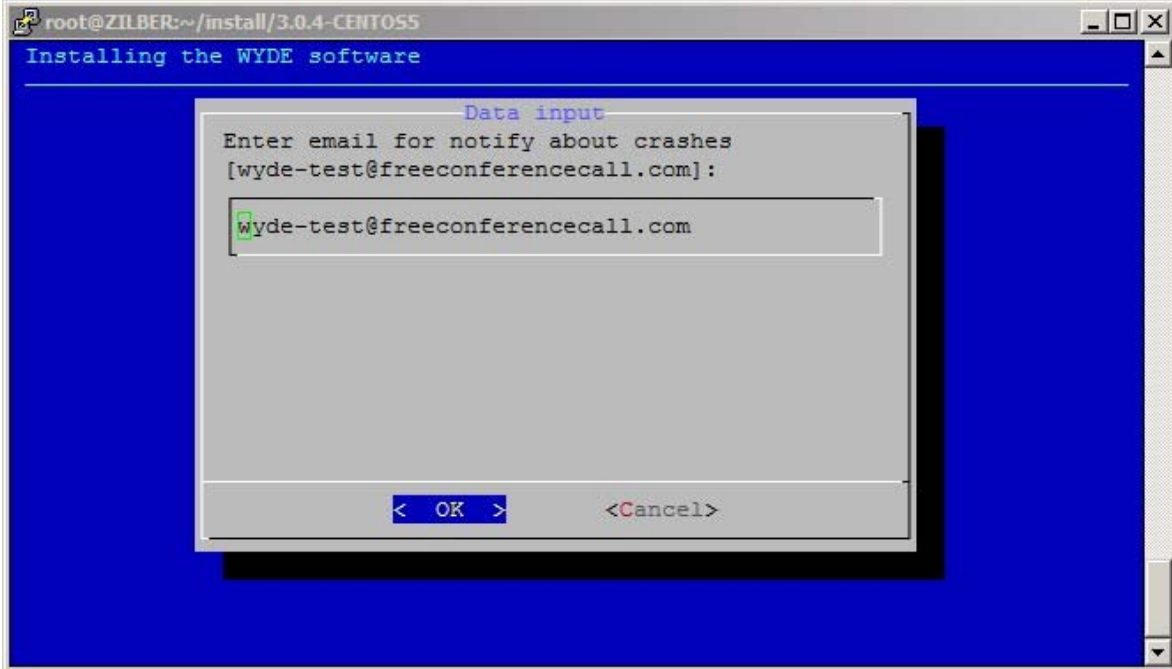 root@ZILBER:~/install/3.0.4-CENTOS5
Installing the WYDE software
Data input
Enter email for notify about crashes
[wyde-test@freeconferencecall.com]:
wyde-test@freeconferencecall.com
< OK > <Cancel>